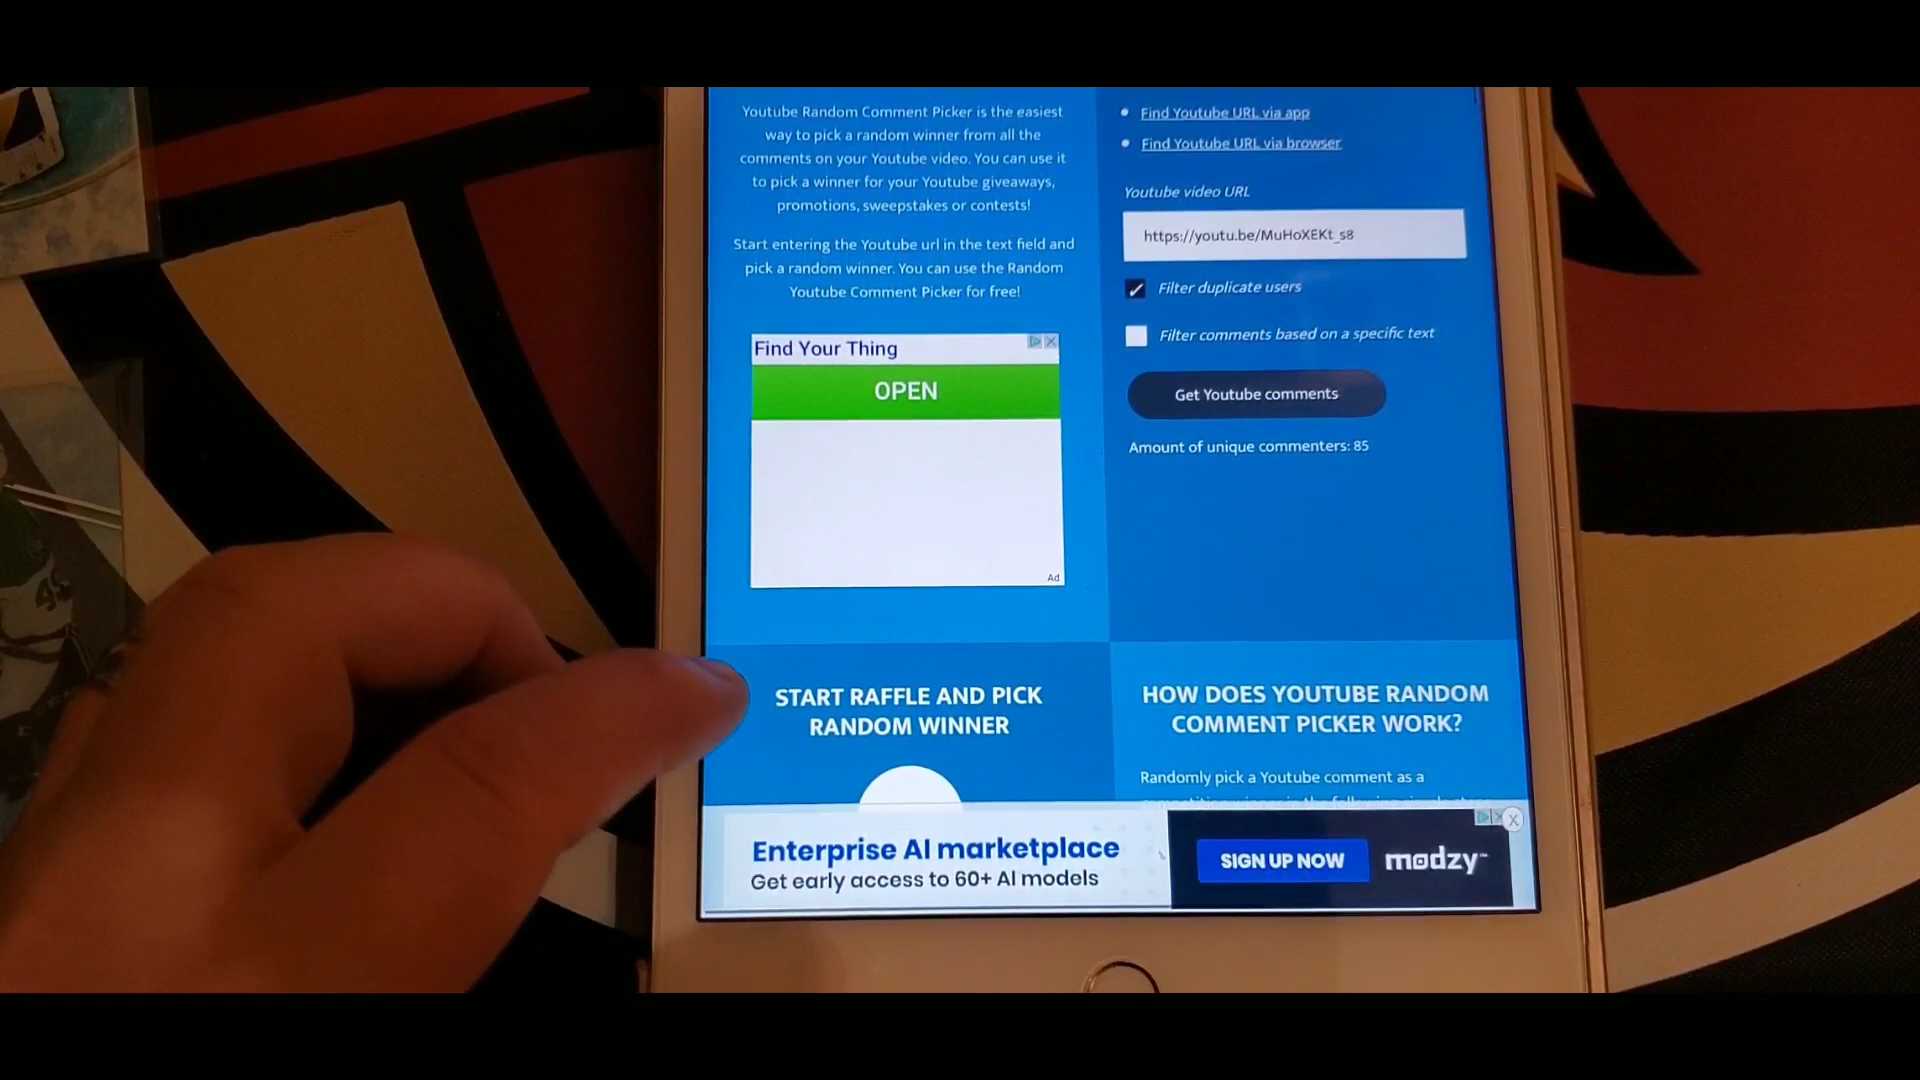 Youtube Random Comment Picker is the easiest
way to pick a random winner from all the
comments on your Youtube video. You can use it
to pick a winner for your Youtube giveaways,
promotions, sweepstakes or contests!
Start entering the Youtube url in the text field and
pick a random winner. You can use the Random
Youtube Comment Picker for free!
Find Your Thing
OPEN
Ad
Find Youtube URL via app
Find Youtube URL via browser
Youtube video URL
https://youtu.be/MuHoXEKt_s8
Filter duplicate users
Filter comments based on a specific text
Get Youtube comments
Amount of unique commenters: 85
START RAFFLE AND PICK
RANDOM WINNER
HOW DOES YOUTUBE RANDOM
COMMENT PICKER WORK?
Randomly pick a Youtube comment as a
Enterprise AI marketplace
Get early access to 60+ AI models
SIGN UP NOW
modzy